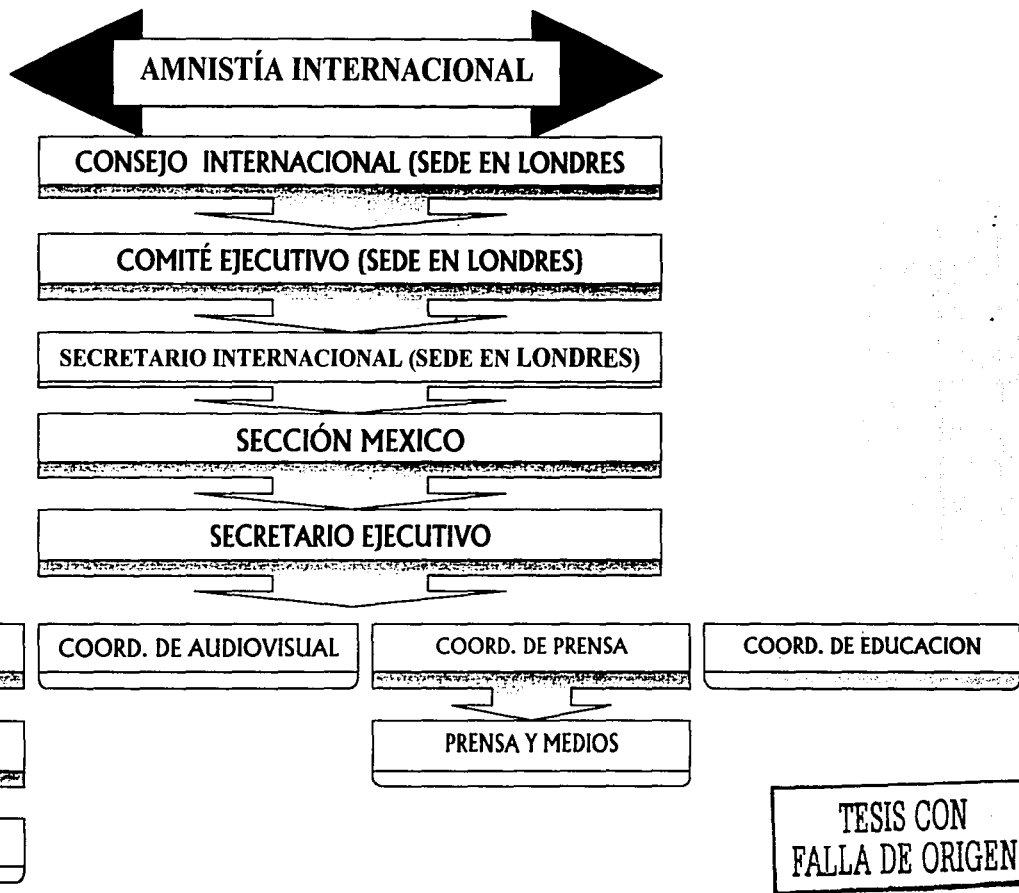 AMNISTÍA INTERNACIONAL
CONSEJO INTERNACIONAL (SEDE EN LONDRES
COMITÉ EJECUTIVO (SEDE EN LONDRES)
SECRETARIO INTERNACIONAL (SEDE EN LONDRES)
SECCIÓN MEXICO
SECRETARIO EJECUTIVO
COORD. DE AUDIOVISUAL
COORD. DE PRENSA
COORD. DE EDUCACION
PRENSA Y MEDIOS
TESIS CON
FALLA DE ORIGEN